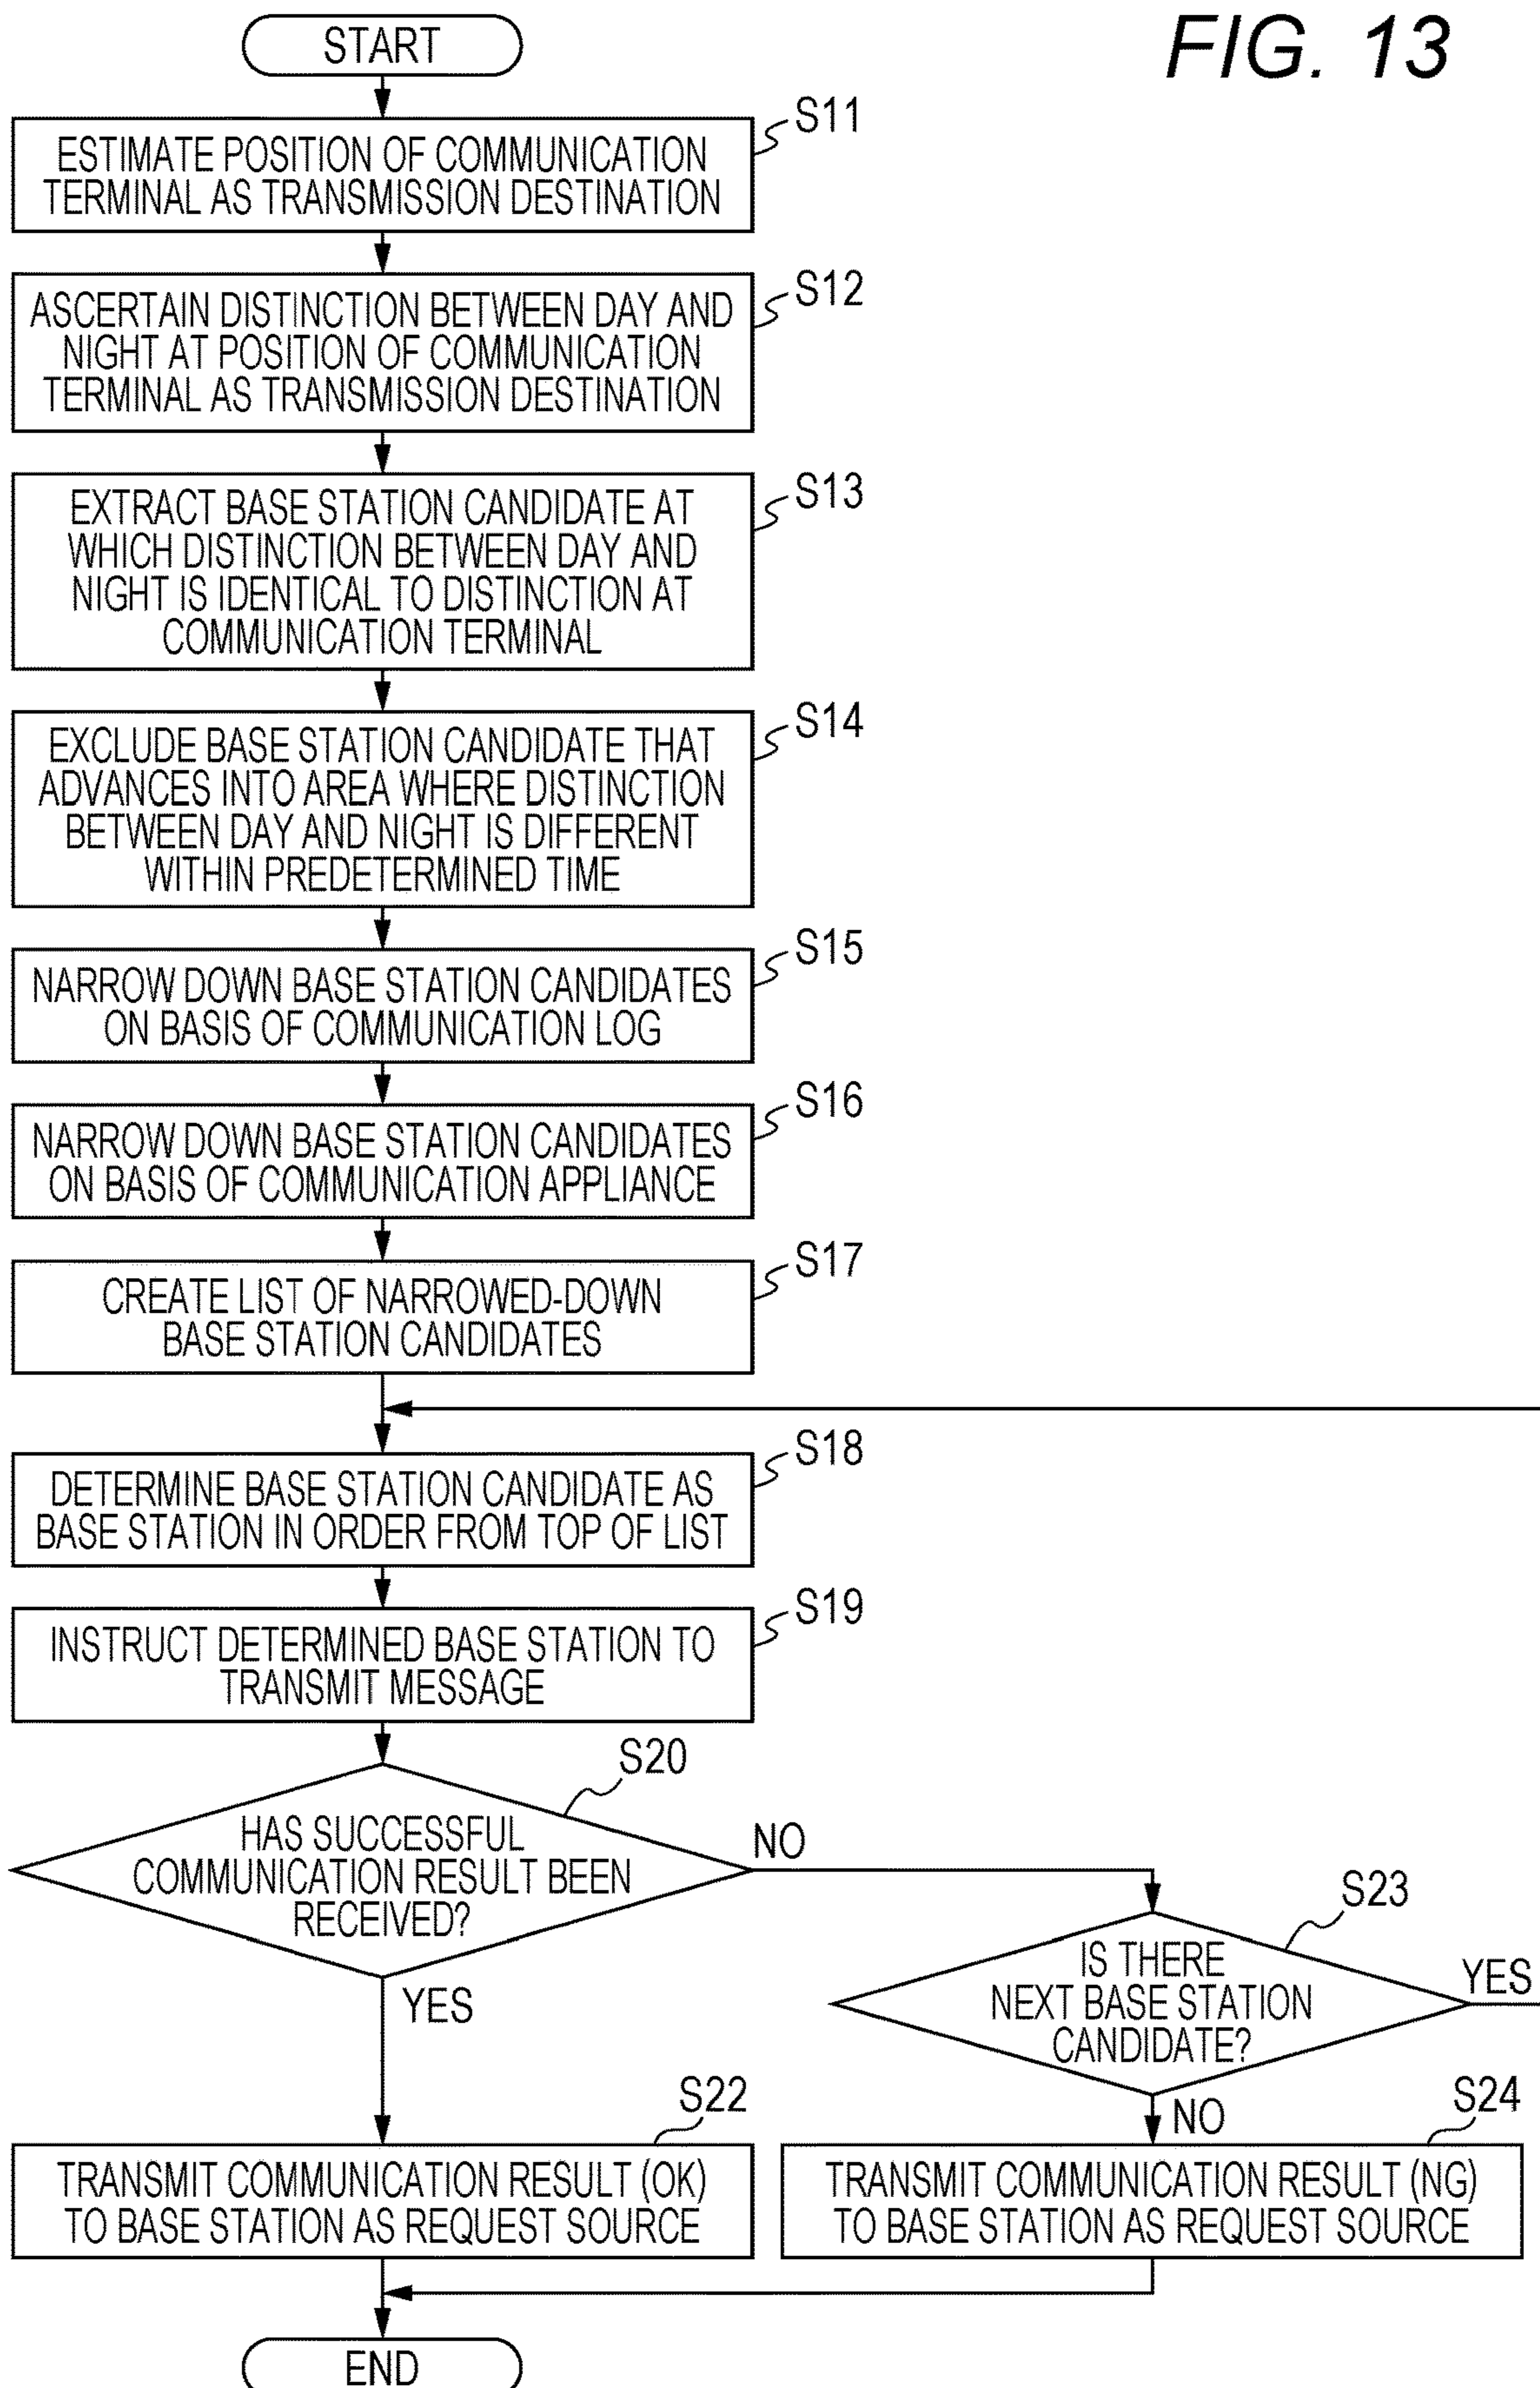 FIG. 13
START
S11
ESTIMATE POSITION OF COMMUNICATION
TERMINAL AS TRANSMISSION DESTINATION
S12
ASCERTAIN DISTINCTION BETWEEN DAY AND
NIGHT AT POSITION OF COMMUNICATION
TERMINAL AS TRANSMISSION DESTINATION
S13
EXTRACT BASE STATION CANDIDATE AT
WHICH DISTINCTION BETWEEN DAY AND
NIGHT IS IDENTICAL TO DISTINCTION AT
COMMUNICATION TERMINAL
S14
EXCLUDE BASE STATION CANDIDATE THAT
ADVANCES INTO AREA WHERE DISTINCTION
BETWEEN DAY AND NIGHT IS DIFFERENT
WITHIN PREDETERMINED TIME
S15
NARROW DOWN BASE STATION CANDIDATES
ON BASIS OF COMMUNICATION LOG
S16
NARROW DOWN BASE STATION CANDIDATES
ON BASIS OF COMMUNICATION APPLIANCE
S17
CREATE LIST OF NARROWED-DOWN
BASE STATION CANDIDATES
S18
DETERMINE BASE STATION CANDIDATE AS
BASE STATION IN ORDER FROM TOP OF LIST
S19
INSTRUCT DETERMINED BASE STATION TO
TRANSMIT MESSAGE
S20
HAS SUCCESSFUL
COMMUNICATION RESULT BEEN
RECEIVED?
NO
YES
S23
IS THERE
NEXT BASE STATION
CANDIDATE?
YES
NO
S22
TRANSMIT COMMUNICATION RESULT (OK)
TO BASE STATION AS REQUEST SOURCE
S24
TRANSMIT COMMUNICATION RESULT (NG)
TO BASE STATION AS REQUEST SOURCE
END